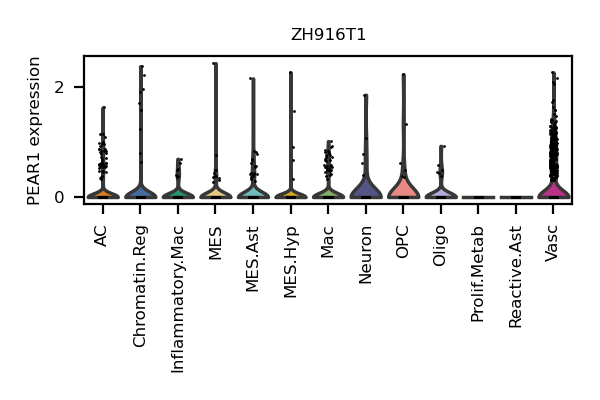 ZH916T1
PEAR1 expression
2
0
AC
Chromatin.Reg
Inflammatory.Mac
MES
MES.Ast
MES.Hyp
Mac
Neuron
OPC
Oligo
Prolif.Metab
Reactive.Ast
Vasc